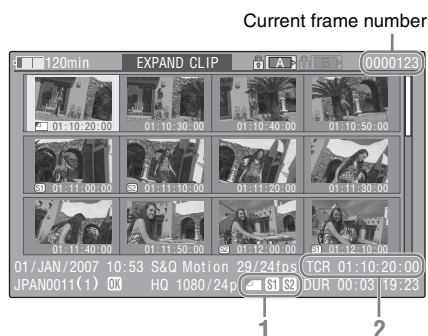 Current frame number
120min EXPAND CLIP A B 0000123
01:10:20:00 01:10:30:00 01:10:40:00 01:10:50:00
S1 01:11:00:00 S2 01:11:10:00 01:11:20:00 01:11:30:00
01:11:40:00 01:11:50:00 S2 01:12:00:00 S1 01:12:10:00
01/JAN/2007 10:53 S&Q Motion 29/24fps TCR 01:10:20:00
JPAN0011(1) OK HQ 1080/24p S1 S2 DUR 00:03:19:23
1 2